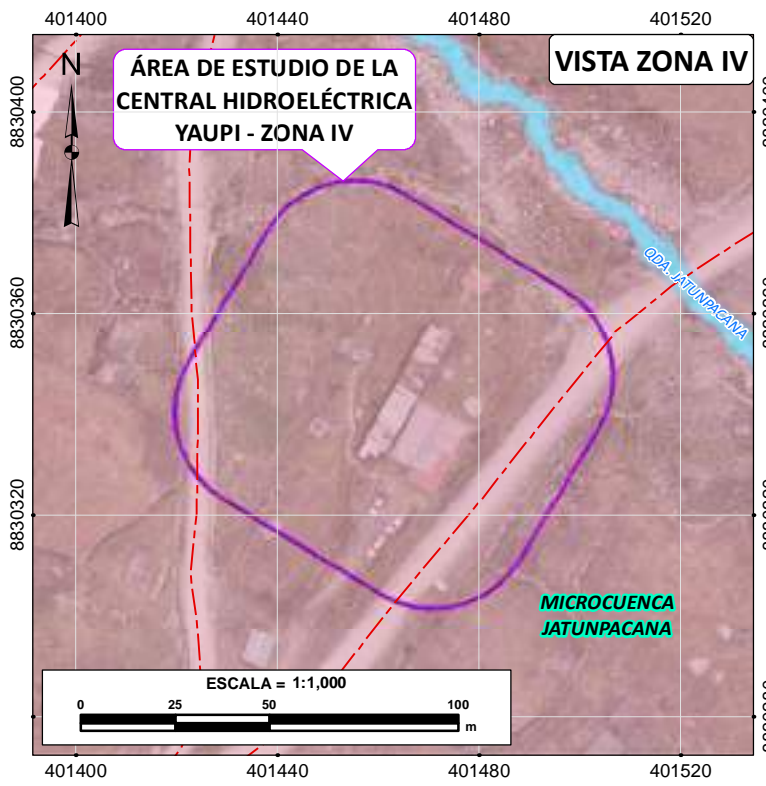 401400
401440
401480
401520
VISTA ZONA IV
N
ÁREA DE ESTUDIO DE LA
CENTRAL HIDROELÉCTRICA
YAUPI - ZONA IV
8830400
8830360
8830320
QDA. JATUNPACANA
MICROCUENCA
JATUNPACANA
ESCALA = 1:1,000
0 25 50 100
m
401400
401440
401480
401520